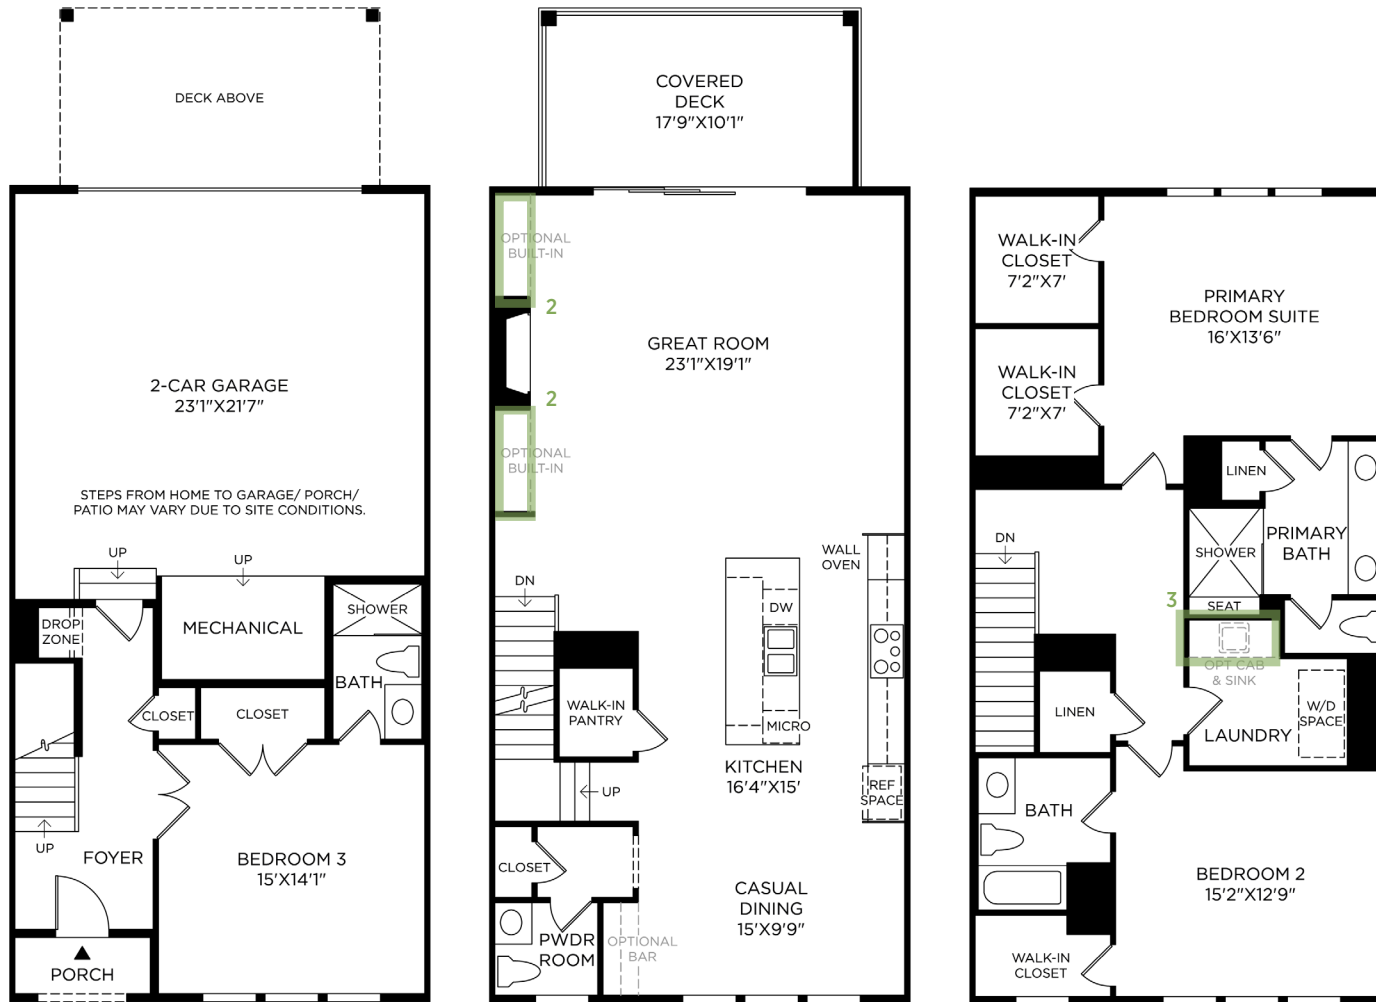 DECK ABOVE
2-CAR GARAGE
23'1"X21'7"
STEPS FROM HOME TO GARAGE/ PORCH/
PATIO MAY VARY DUE TO SITE CONDITIONS.
UP
UP
DROP
ZONE
MECHANICAL
SHOWER
BATH
CLOSET
CLOSET
UP
FOYER
BEDROOM 3
15'X14'1"
PORCH
COVERED
DECK
17'9"X10'1"
OPTIONAL
BUILT-IN
2
GREAT ROOM
23'1"X19'1"
2
OPTIONAL
BUILT-IN
WALL
OVEN
DN
DW
WALK-IN
PANTRY
MICRO
KITCHEN
16'4"X15'
UP
REF
SPACE
CLOSET
CASUAL
DINING
15'X9'9"
PWDR
ROOM
OPTIONAL
BAR
WALK-IN
CLOSET
7'2"X7'
PRIMARY
BEDROOM SUITE
16'X13'6"
WALK-IN
CLOSET
7'2"X7'
LINEN
DN
SHOWER
PRIMARY
BATH
SEAT
3
OPT CAB
& SINK
LINEN
W/D
SPACE
LAUNDRY
BATH
BEDROOM 2
15'2"X12'9"
WALK-IN
CLOSET